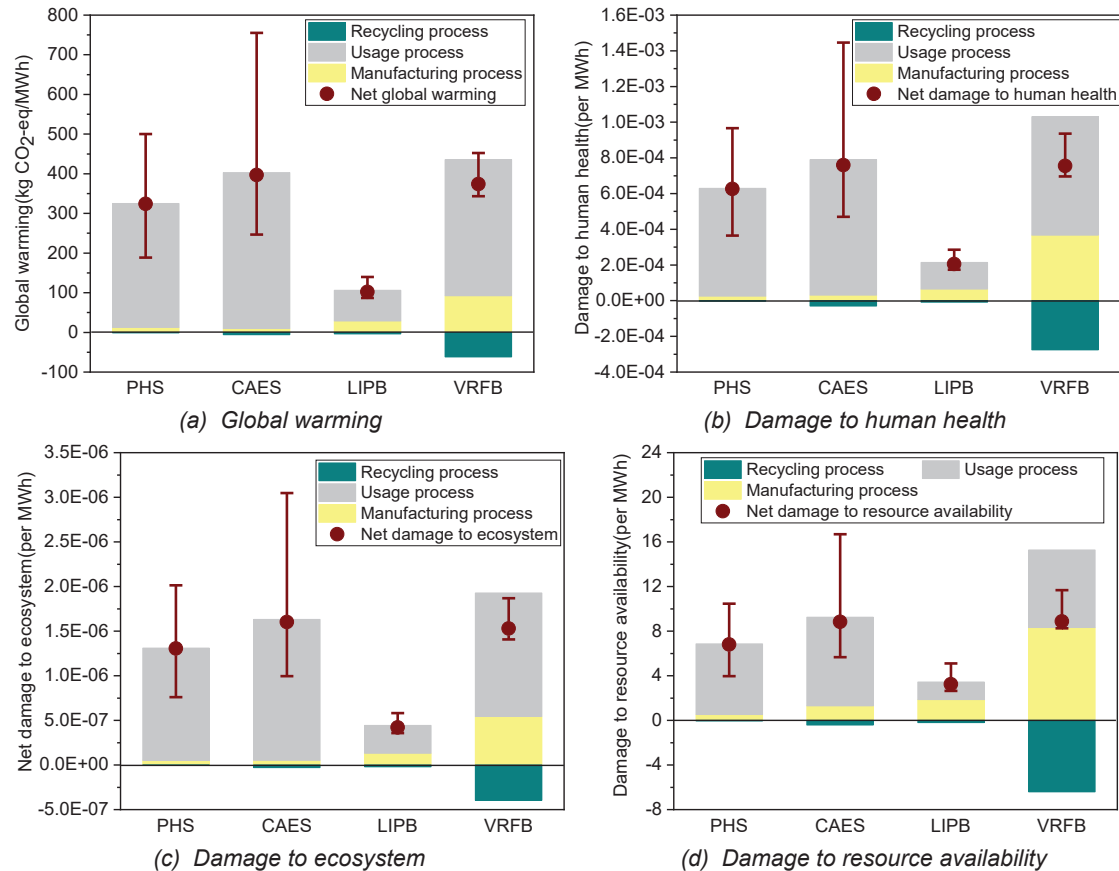 Global warming(kg CO2-eq/MWh)
800
700
600
500
400
300
200
100
0
-100
Recycling process
Usage process
Manufacturing process
Net global warming
PHS CAES LIPB VRFB
(a) Global warming
Damage to human health(per MWh)
1.6E-03
1.4E-03
1.2E-03
1.0E-03
8.0E-04
6.0E-04
4.0E-04
2.0E-04
0.0E+00
-2.0E-04
-4.0E-04
Recycling process
Usage process
Manufacturing process
Net damage to human health
PHS CAES LIPB VRFB
(b) Damage to human health
Net damage to ecosystem(per MWh)
3.5E-06
3.0E-06
2.5E-06
2.0E-06
1.5E-06
1.0E-06
5.0E-07
0.0E+00
-5.0E-07
Recycling process
Usage process
Manufacturing process
Net damage to ecosystem
PHS CAES LIPB VRFB
(c) Damage to ecosystem
Damage to resource availability(per MWh)
24
20
16
12
8
4
0
-4
-8
Recycling process Usage process
Manufacturing process
Net damage to resource availability
PHS CAES LIPB VRFB
(d) Damage to resource availability